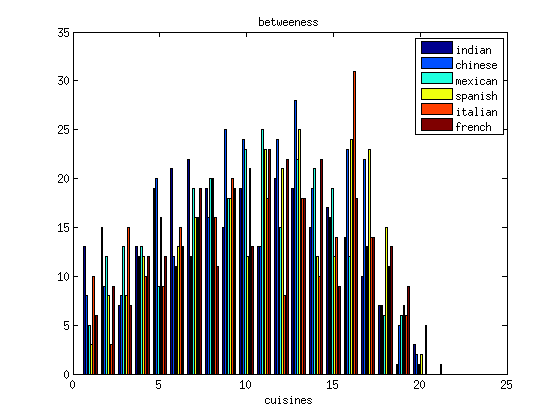 betweeness
35
30
25
20
15
10
5
0
0 5 10 15 20 25
cuisines
indian
chinese
mexican
spanish
italian
french